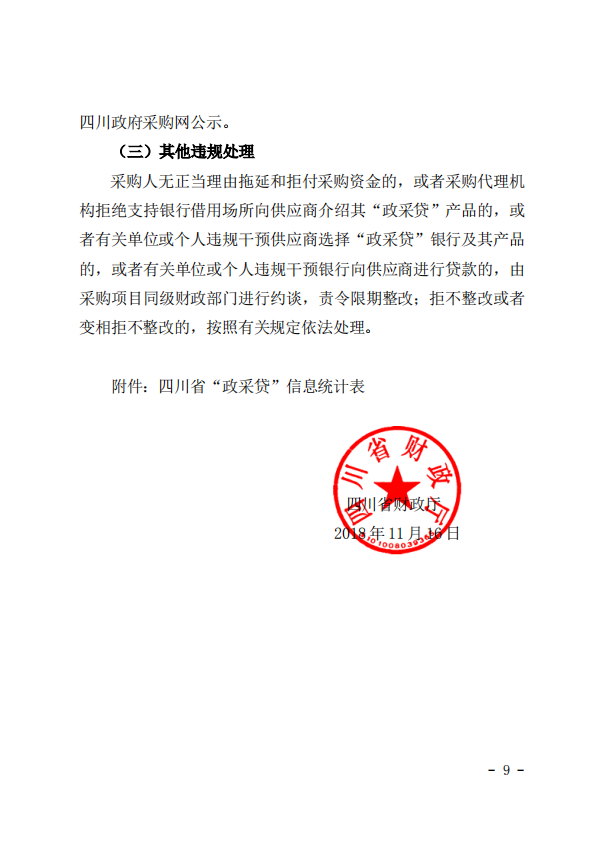 四川政府采购网公示。
（三）其他违规处理
采购人无正当理由拖延和拒付采购资金的，或者采购代理机
构拒绝支持银行借用场所向供应商介绍其“政采贷”产品的，或
者有关单位或个人违规干预供应商选择“政采贷”银行及其产品
的，或者有关单位或个人违规干预银行向供应商进行贷款的，由
采购项目同级财政部门进行约谈，责令限期整改；拒不整改或者
变相拒不整改的，按照有关规定依法处理。
附件：四川省“政采贷”信息统计表
四川省财政厅
四川省财政厅
2018年11月16日
- 9 -